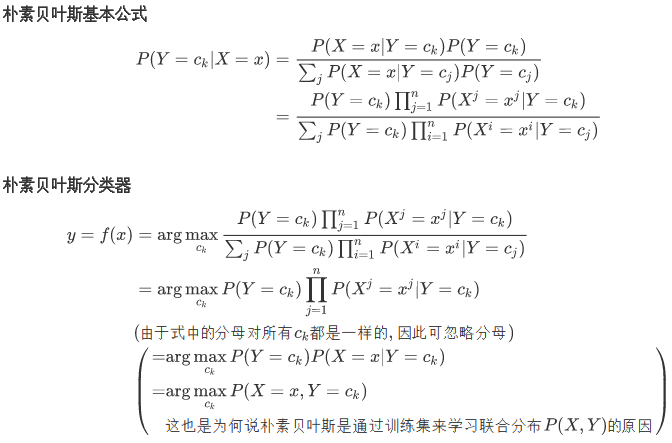 朴素贝叶斯基本公式
$P(Y=c_k|X=x)=\frac{P(X=x|Y=c_k)P(Y=c_k)}{\sum_j P(X=x|Y=c_j)P(Y=c_j)}$
$=\frac{P(Y=c_k)\prod_{j=1}^n P(X^j=x^j|Y=c_k)}{\sum_j P(Y=c_k)\prod_{i=1}^n P(X^i=x^i|Y=c_j)}$
朴素贝叶斯分类器
$y=f(x)=\arg\max_{c_k}\frac{P(Y=c_k)\prod_{j=1}^n P(X^j=x^j|Y=c_k)}{\sum_j P(Y=c_k)\prod_{i=1}^n P(X^i=x^i|Y=c_j)}$
$=\arg\max_{c_k}P(Y=c_k)\prod_{j=1}^n P(X^j=x^j|Y=c_k)$
(由于式中的分母对所有$c_k$都是一样的,因此可忽略分母)
$=\arg\max_{c_k}P(Y=c_k)P(X=x|Y=c_k)$
$=\arg\max_{c_k}P(X=x,Y=c_k)$
这也是为何说朴素贝叶斯是通过训练集来学习联合分布$P(X,Y)$的原因